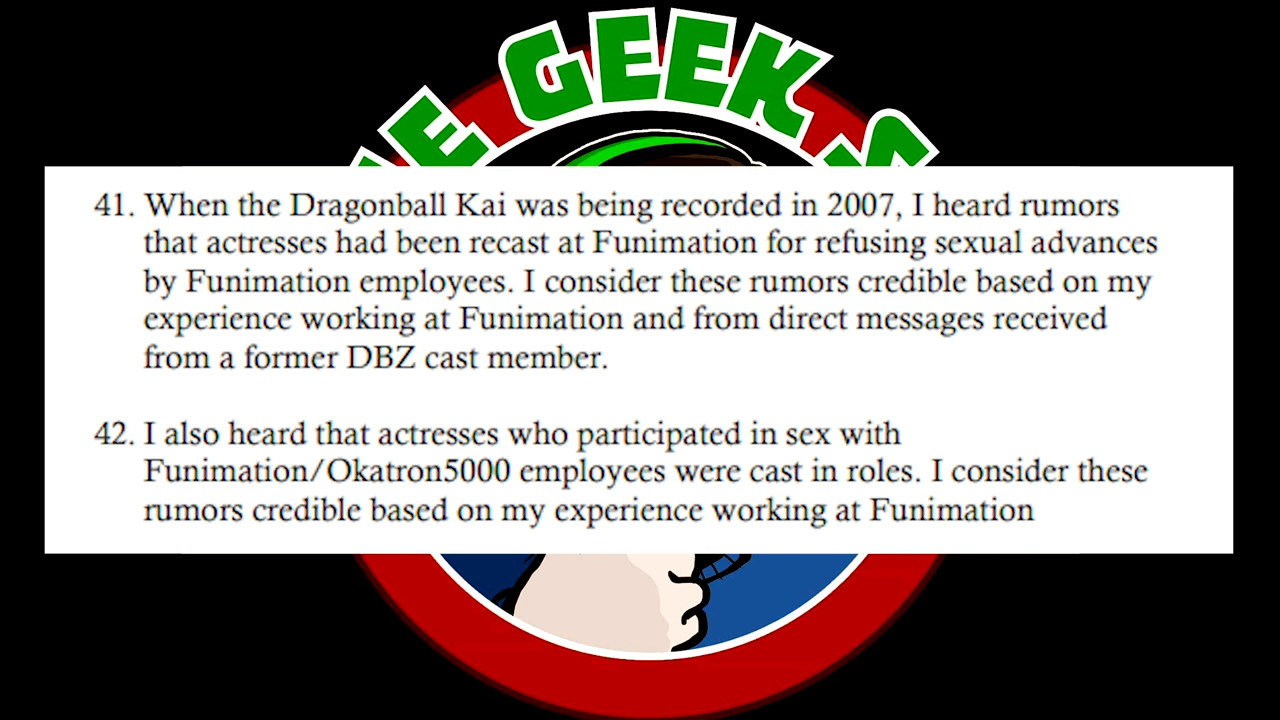 E GEEK S
41. When the Dragonball Kai was being recorded in 2007, I heard rumors
that actresses had been recast at Funimation for refusing sexual advances
by Funimation employees. I consider these rumors credible based on my
experience working at Funimation and from direct messages received
from a former DBZ cast member.
42. I also heard that actresses who participated in sex with
Funimation/Okatron5000 employees were cast in roles. I consider these
rumors credible based on my experience working at Funimation